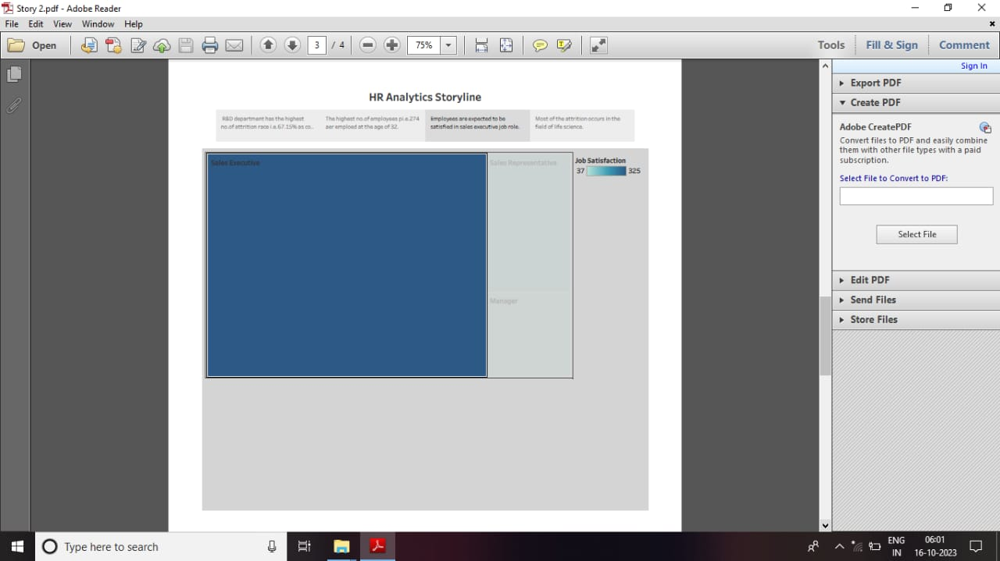 Story 2.pdf - Adobe Reader
File Edit View Window Help
Open
3 / 4
75%
Tools Fill & Sign Comment
Sign In
Export PDF
Create PDF
Adobe CreatePDF
Convert files to PDF and easily combine
them with other file types with a paid
subscription.
Select File to Convert to PDF:
Select File
Edit PDF
Send Files
Store Files
HR Analytics Storyline
R&D department has the highest
no.of attrition race i.e.67.15% as co..
The highest no.of employees pi.e.274
aer emploed at the age of 32.
Employees are expected to be
satisfied in sales executive job role.
Most of the attrition occurs in the
field of life science.
Sales Executive
Sales Representative
Manager
Job Satisfaction
37 325
Type here to search
ENG
IN
06:01
16-10-2023